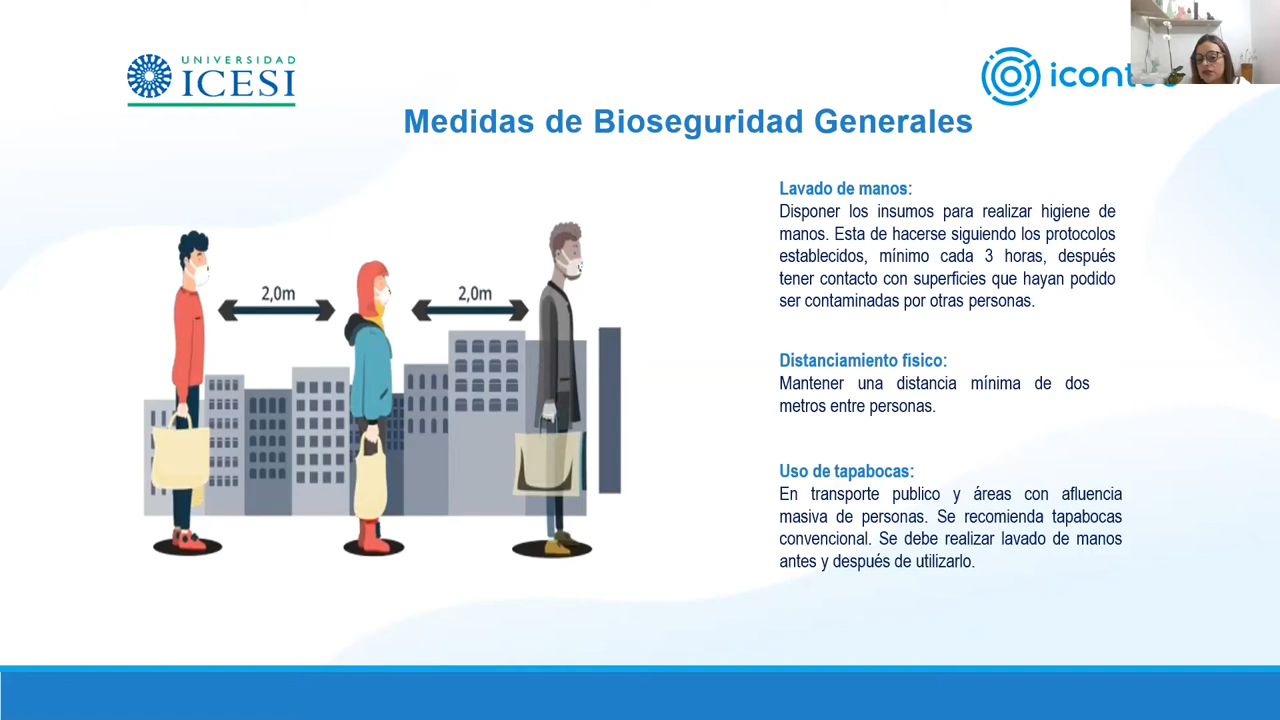 UNIVERSIDAD
ICESI
Medidas de Bioseguridad Generales
2,0m
2,0m
Lavado de manos:
Disponer los insumos para realizar higiene de
manos. Esta de hacerse siguiendo los protocolos
establecidos, mínimo cada 3 horas, después
tener contacto con superficies que hayan podido
ser contaminadas por otras personas.
Distanciamiento físico:
Mantener una distancia mínima de dos
metros entre personas.
Uso de tapabocas:
En transporte publico y áreas con afluencia
masiva de personas. Se recomienda tapabocas
convencional. Se debe realizar lavado de manos
antes y después de utilizarlo.